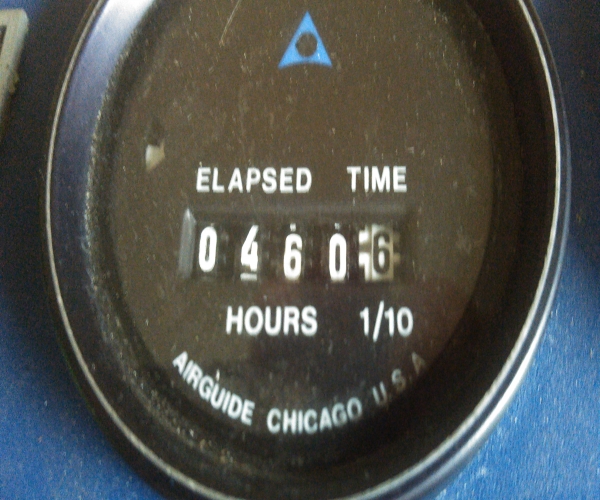 ELAPSED TIME
04606
HOURS 1/10
AIRGUIDE CHICAGO U.S.A